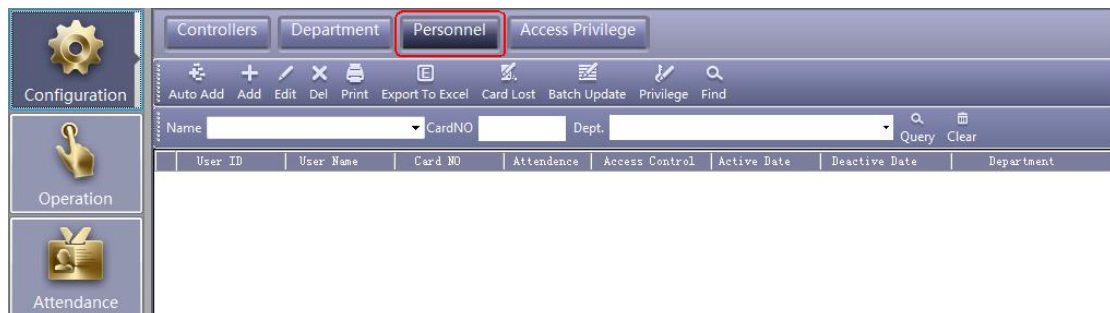 Controllers Department Personnel Access Privilege
Auto Add Add Edit Del Print Export To Excel Card Lost Batch Update Privilege Find
Name CardNO Dept. Query Clear
User ID User Name Card NO Attendence Access Control Active Date Deactive Date Department
Configuration
Operation
Attendance